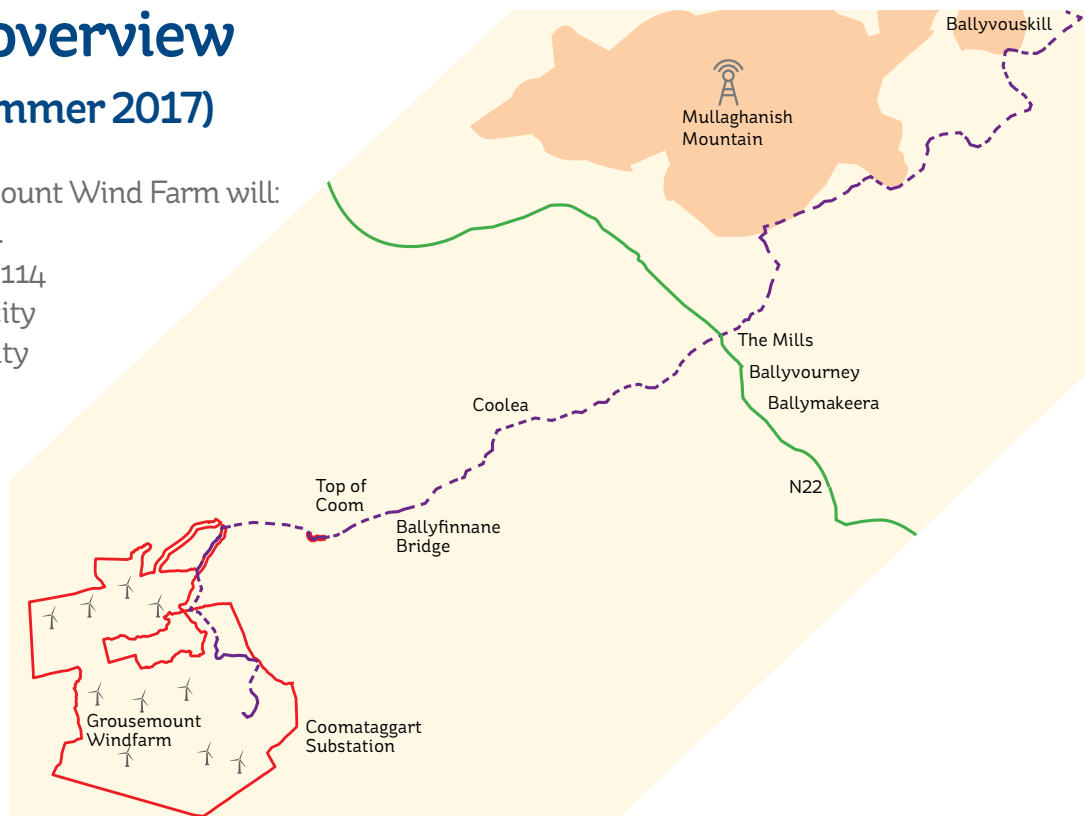 overview
mmer 2017)
ount Wind Farm will:
114
ity
ty
Ballyvouskill
Mullaghanish
Mountain
The Mills
Ballyvourney
Ballymakeera
Coolea
N22
Top of
Coom
Ballyfinnane
Bridge
Grousemount
Windfarm
Coomataggart
Substation